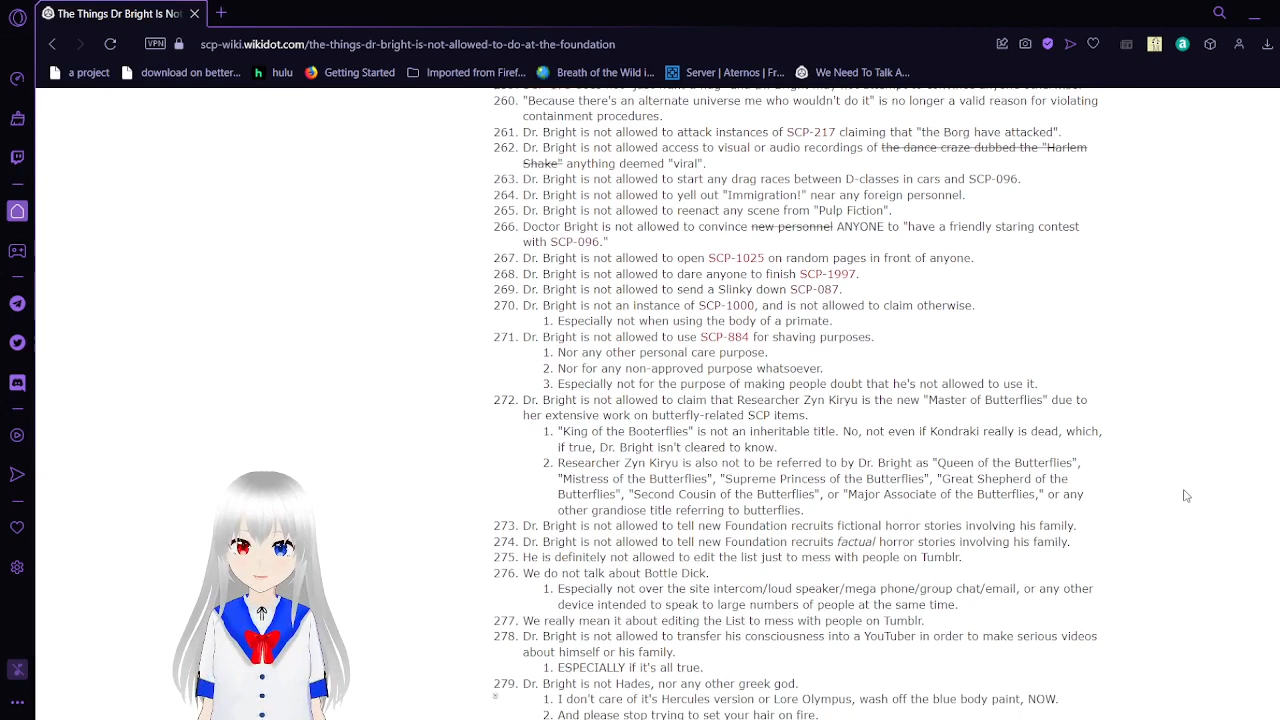 The Things Dr Bright Is Not
scp-wiki.wikidot.com/the-things-dr-bright-is-not-allowed-to-do-at-the-foundation
VPN
a project
download on better...
hulu
Getting Started
Imported from Firef...
Breath of the Wild i...
Server | Aternos | Fr...
We Need To Talk A...
260. "Because there's an alternate universe me who wouldn't do it" is no longer a valid reason for violating
containment procedures.
261. Dr. Bright is not allowed to attack instances of SCP-217 claiming that "the Borg have attacked".
262. Dr. Bright is not allowed access to visual or audio recordings of the dance craze dubbed the "Harlem
Shake" anything deemed "viral".
263. Dr. Bright is not allowed to start any drag races between D-classes in cars and SCP-096.
264. Dr. Bright is not allowed to yell out "Immigration!" near any foreign personnel.
265. Dr. Bright is not allowed to reenact any scene from "Pulp Fiction".
266. Doctor Bright is not allowed to convince new personnel ANYONE to "have a friendly staring contest
with SCP-096."
267. Dr. Bright is not allowed to open SCP-1025 on random pages in front of anyone.
268. Dr. Bright is not allowed to dare anyone to finish SCP-1997.
269. Dr. Bright is not allowed to send a Slinky down SCP-087.
270. Dr. Bright is not an instance of SCP-1000, and is not allowed to claim otherwise.
1. Especially not when using the body of a primate.
271. Dr. Bright is not allowed to use SCP-884 for shaving purposes.
1. Nor any other personal care purpose.
2. Nor for any non-approved purpose whatsoever.
3. Especially not for the purpose of making people doubt that he's not allowed to use it.
272. Dr. Bright is not allowed to claim that Researcher Zyn Kiryu is the new "Master of Butterflies" due to
her extensive work on butterfly-related SCP items.
1. "King of the Booterflies" is not an inheritable title. No, not even if Kondraki really is dead, which,
if true, Dr. Bright isn't cleared to know.
2. Researcher Zyn Kiryu is also not to be referred to by Dr. Bright as "Queen of the Butterflies",
"Mistress of the Butterflies", "Supreme Princess of the Butterflies", "Great Shepherd of the
Butterflies", "Second Cousin of the Butterflies", or "Major Associate of the Butterflies," or any
other grandiose title referring to butterflies.
273. Dr. Bright is not allowed to tell new Foundation recruits fictional horror stories involving his family.
274. Dr. Bright is not allowed to tell new Foundation recruits factual horror stories involving his family.
275. He is definitely not allowed to edit the list just to mess with people on Tumblr.
276. We do not talk about Bottle Dick.
1. Especially not over the site intercom/loud speaker/mega phone/group chat/email, or any other
device intended to speak to large numbers of people at the same time.
277. We really mean it about editing the List to mess with people on Tumblr.
278. Dr. Bright is not allowed to transfer his consciousness into a YouTuber in order to make serious videos
about himself or his family.
1. ESPECIALLY if it's all true.
279. Dr. Bright is not Hades, nor any other greek god.
1. I don't care of it's Hercules version or Lore Olympus, wash off the blue body paint, NOW.
2. And please stop trying to set your hair on fire.